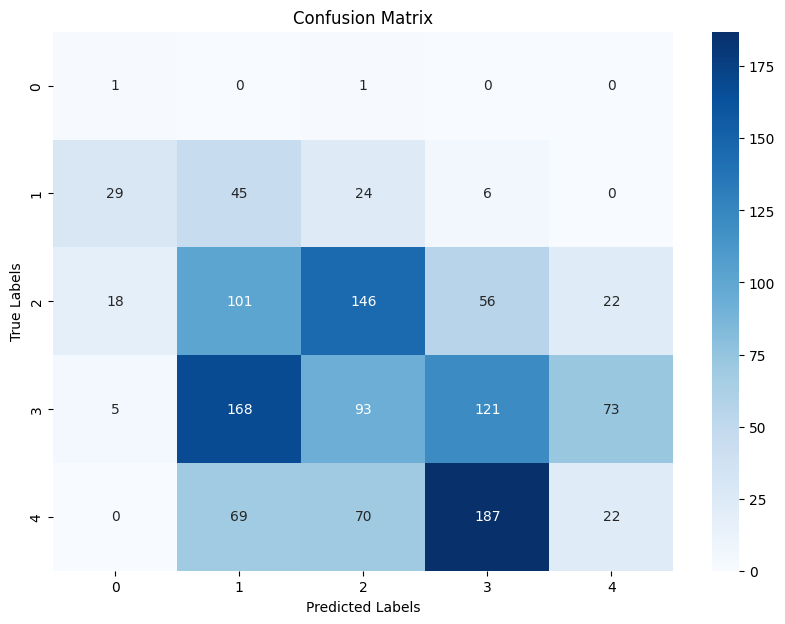 Confusion Matrix
0 1 0 1 0 0
1 29 45 24 6 0
2 18 101 146 56 22
3 5 168 93 121 73
4 0 69 70 187 22
0 1 2 3 4
Predicted Labels
True Labels
175
150
125
100
75
50
25
0